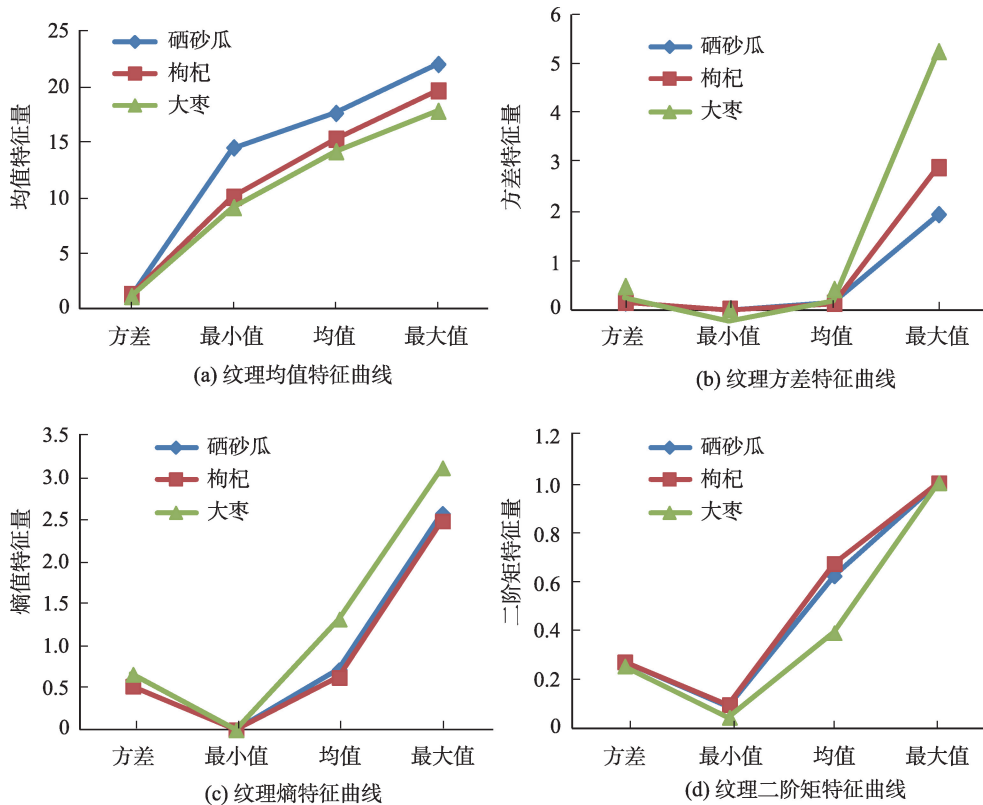 25
20
15
10
5
0
均值特征量
硒砂瓜
枸杞
大枣
方差 最小值 均值 最大值
(a) 纹理均值特征曲线
6
5
4
3
2
1
0
方差特征量
硒砂瓜
枸杞
大枣
方差 最小值 均值 最大值
(b) 纹理方差特征曲线
3.5
3.0
2.5
2.0
1.5
1.0
0.5
0
熵值特征量
硒砂瓜
枸杞
大枣
方差 最小值 均值 最大值
(c) 纹理熵特征曲线
1.2
1.0
0.8
0.6
0.4
0.2
0
二阶矩特征量
硒砂瓜
枸杞
大枣
方差 最小值 均值 最大值
(d) 纹理二阶矩特征曲线